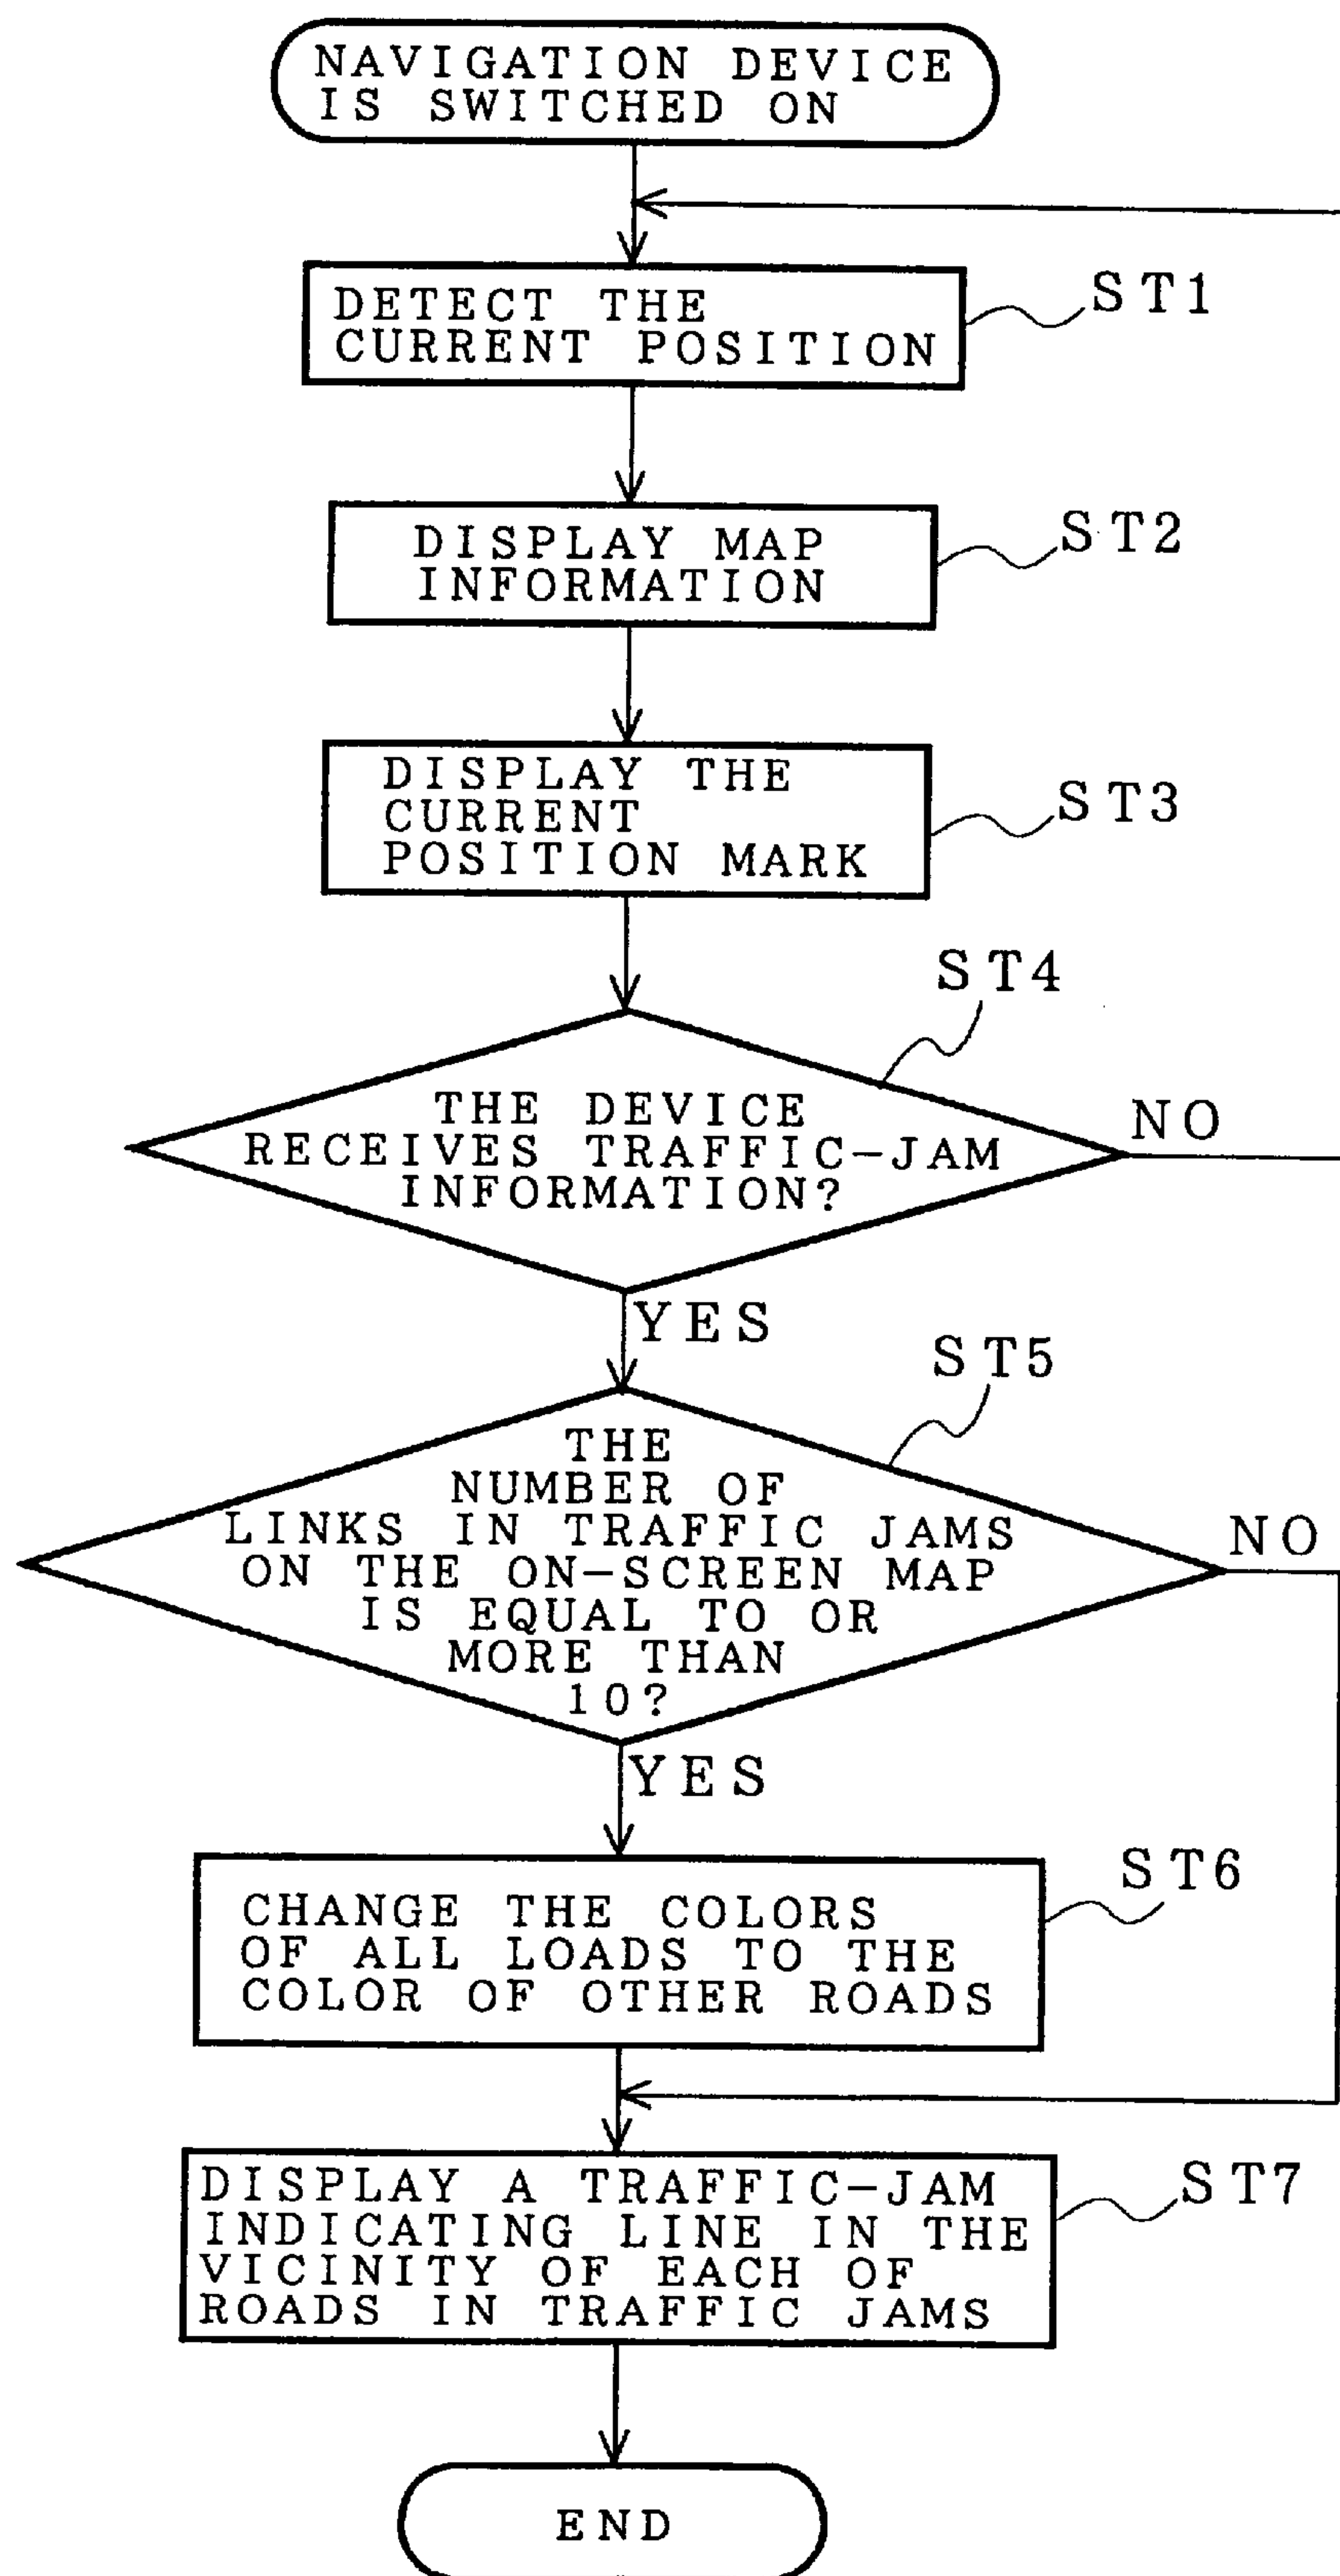 NAVIGATION DEVICE
IS SWITCHED ON
DETECT THE
CURRENT POSITION
ST1
DISPLAY MAP
INFORMATION
ST2
DISPLAY THE
CURRENT
POSITION MARK
ST3
ST4
THE DEVICE
RECEIVES TRAFFIC-JAM
INFORMATION?
NO
YES
ST5
THE
NUMBER OF
LINKS IN TRAFFIC JAMS
ON THE ON-SCREEN MAP
IS EQUAL TO OR
MORE THAN
10?
NO
YES
ST6
CHANGE THE COLORS
OF ALL LOADS TO THE
COLOR OF OTHER ROADS
DISPLAY A TRAFFIC-JAM
INDICATING LINE IN THE
VICINITY OF EACH OF
ROADS IN TRAFFIC JAMS
ST7
END